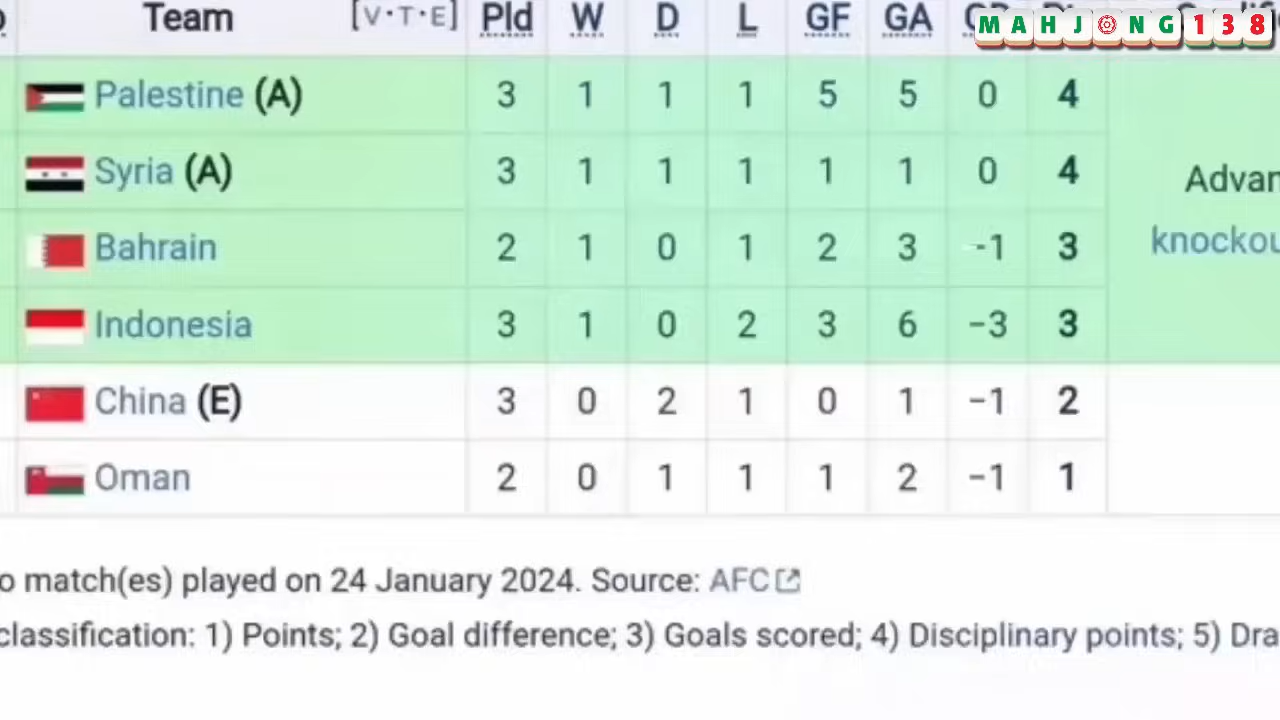 Team [V·T·E] Pld W D L GF GA
MAHJONG138
Palestine (A) 3 1 1 1 5 5 0 4
Syria (A) 3 1 1 1 1 1 0 4
Advan
Bahrain 2 1 0 1 2 3 -1 3
knockou
Indonesia 3 1 0 2 3 6 −3 3
China (E) 3 0 2 1 0 1 −1 2
Oman 2 0 1 1 1 2 −1 1
o match(es) played on 24 January 2024. Source: AFC
classification: 1) Points; 2) Goal difference; 3) Goals scored; 4) Disciplinary points; 5) Dra